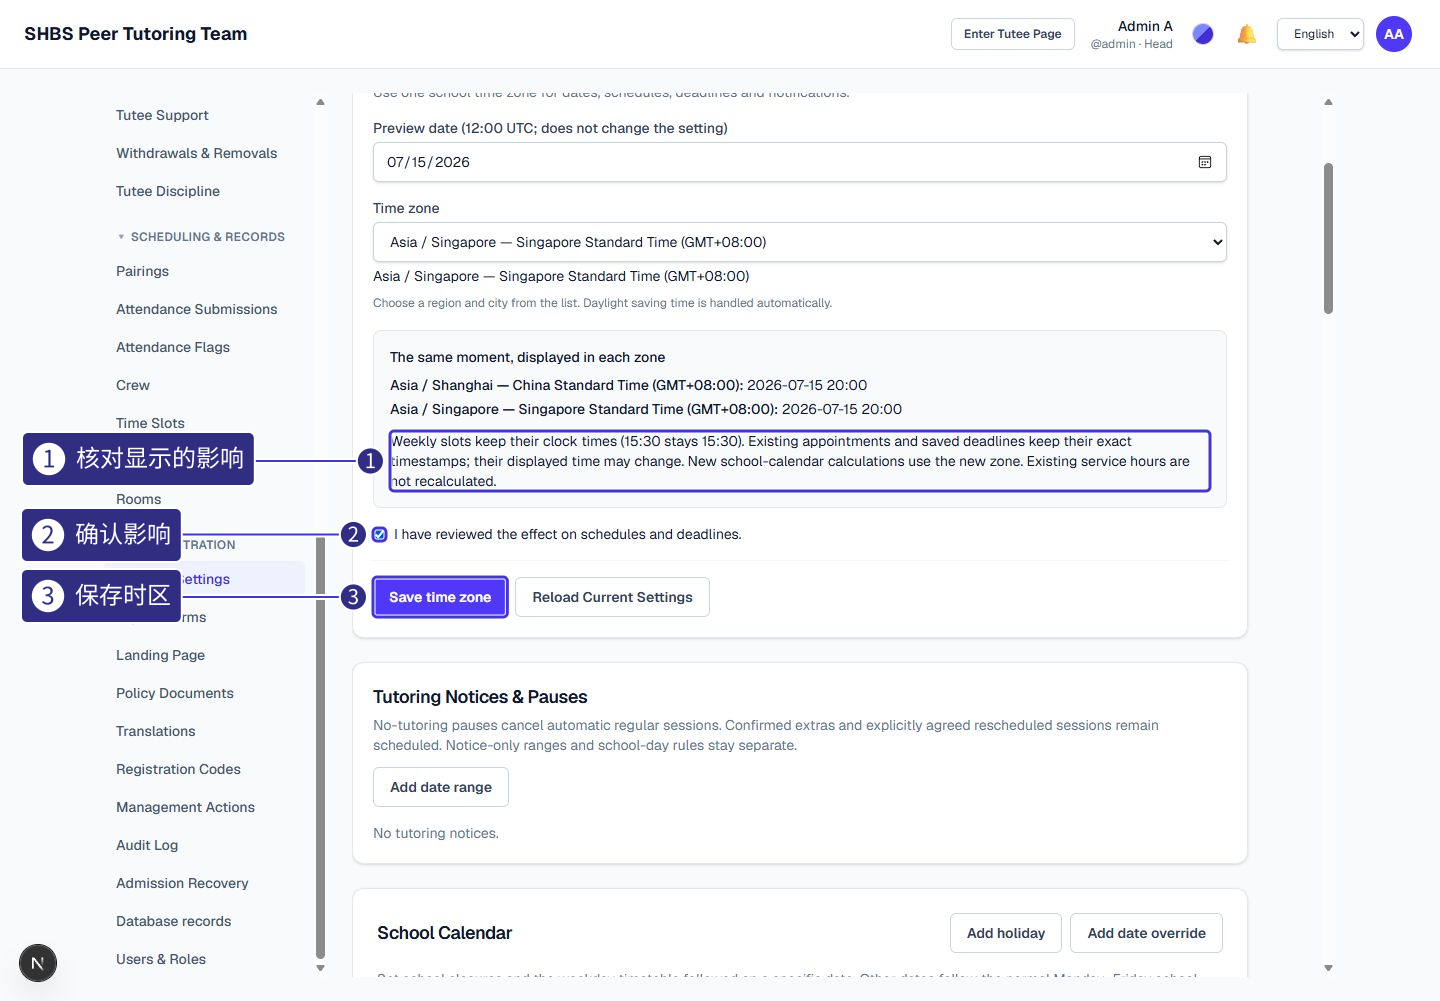 SHBS Peer Tutoring Team
Enter Tutee Page
Admin A
@admin · Head
English
AA
Tutee Support
Withdrawals & Removals
Tutee Discipline
SCHEDULING & RECORDS
Pairings
Attendance Submissions
Attendance Flags
Crew
Time Slots
1 核对显示的影响
Rooms
2 确认影响
TRATION
ettings
3 保存时区
rms
Landing Page
Policy Documents
Translations
Registration Codes
Management Actions
Audit Log
Admission Recovery
Database records
Users & Roles
N
Use one school time zone for dates, schedules, deadlines and notifications.
Preview date (12:00 UTC; does not change the setting)
07/15/2026
Time zone
Asia / Singapore — Singapore Standard Time (GMT+08:00)
Asia / Singapore — Singapore Standard Time (GMT+08:00)
Choose a region and city from the list. Daylight saving time is handled automatically.
The same moment, displayed in each zone
Asia / Shanghai — China Standard Time (GMT+08:00): 2026-07-15 20:00
Asia / Singapore — Singapore Standard Time (GMT+08:00): 2026-07-15 20:00
1
Weekly slots keep their clock times (15:30 stays 15:30). Existing appointments and saved deadlines keep their exact
timestamps; their displayed time may change. New school-calendar calculations use the new zone. Existing service hours are
not recalculated.
2
I have reviewed the effect on schedules and deadlines.
3
Save time zone
Reload Current Settings
Tutoring Notices & Pauses
No-tutoring pauses cancel automatic regular sessions. Confirmed extras and explicitly agreed rescheduled sessions remain
scheduled. Notice-only ranges and school-day rules stay separate.
Add date range
No tutoring notices.
School Calendar
Add holiday
Add date override